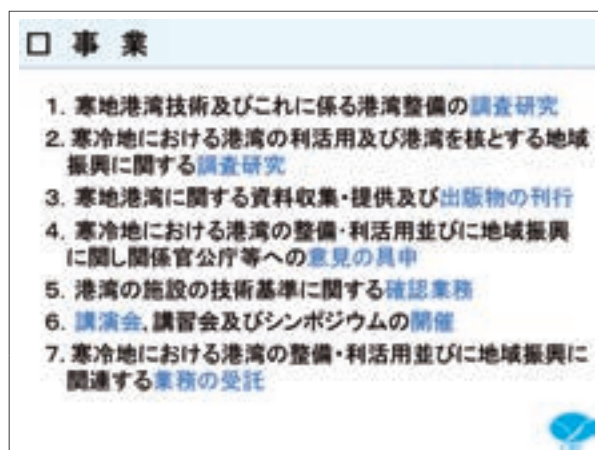 □ 事 業
1. 寒地港湾技術及びこれに係る港湾整備の調査研究
2. 寒冷地における港湾の利活用及び港湾を核とする地域
振興に関する調査研究
3. 寒地港湾に関する資料収集・提供及び出版物の刊行
4. 寒冷地における港湾の整備・利活用並びに地域振興
に関し関係官公庁等への意見の具申
5. 港湾の施設の技術基準に関する確認業務
6. 講演会、講習会及びシンポジウムの開催
7. 寒冷地における港湾の整備・利活用並びに地域振興に
関連する業務の受託